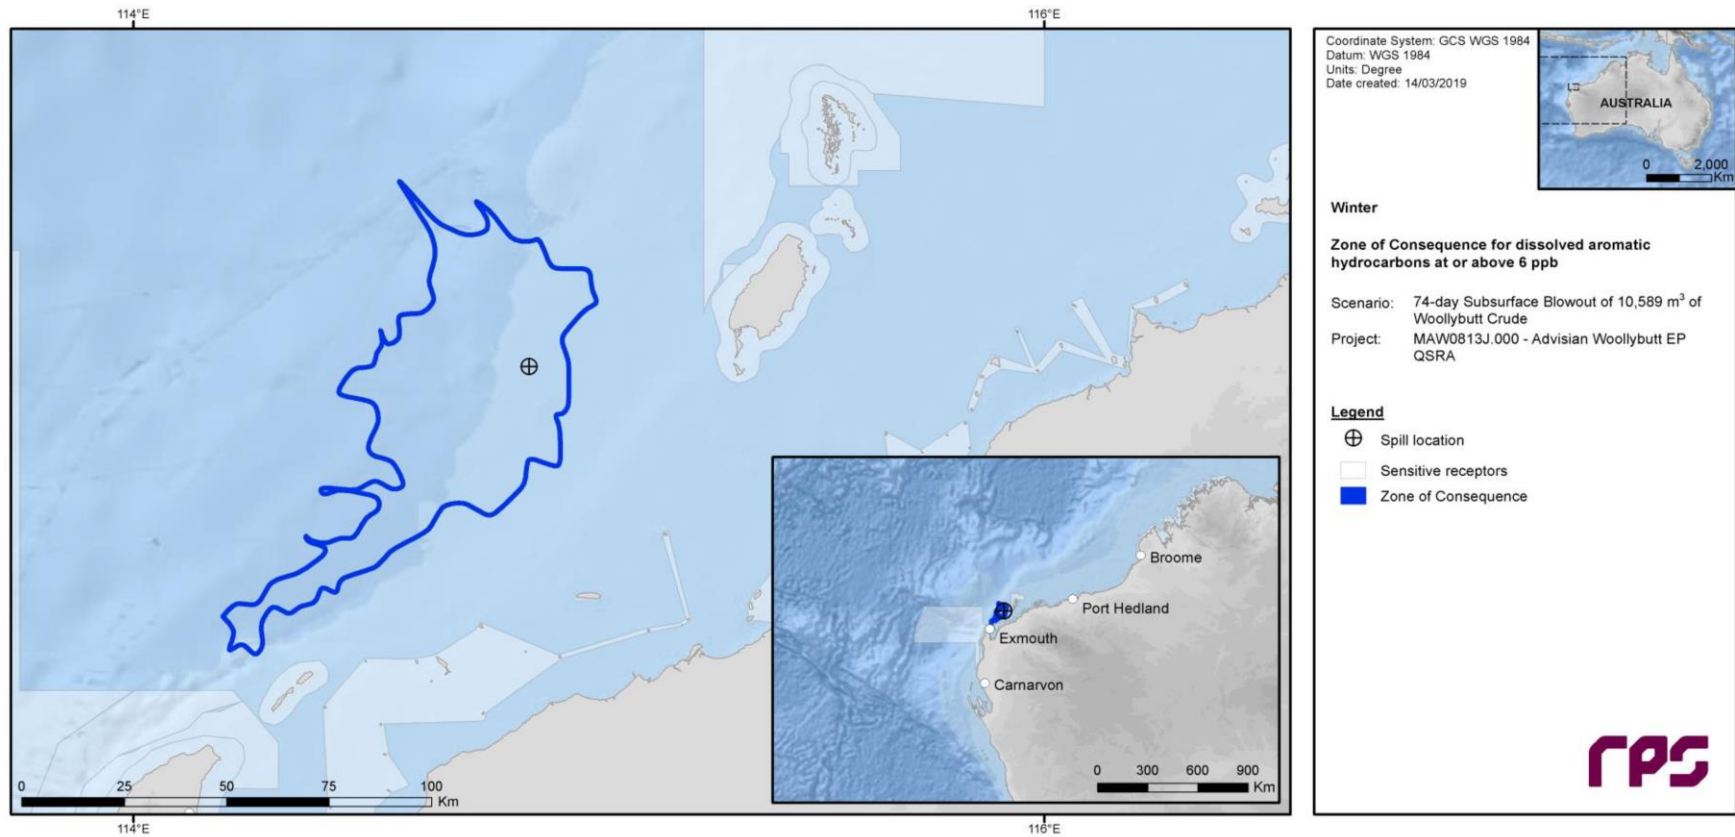 114°E
116°E
0 25 50 75 100
Km
Broome
Port Hedland
Exmouth
Carnarvon
0 300 600 900
Km
114°E
116°E
Coordinate System: GCS WGS 1984
Datum: WGS 1984
Units: Degree
Date created: 14/03/2019
AUSTRALIA
0 2,000
Km
Winter
Zone of Consequence for dissolved aromatic
hydrocarbons at or above 6 ppb
Scenario: 74-day Subsurface Blowout of 10,589 m³ of
Woollybutt Crude
Project: MAW0813J.000 - Advisian Woollybutt EP
QSRA
Legend
Spill location
Sensitive receptors
Zone of Consequence
rps